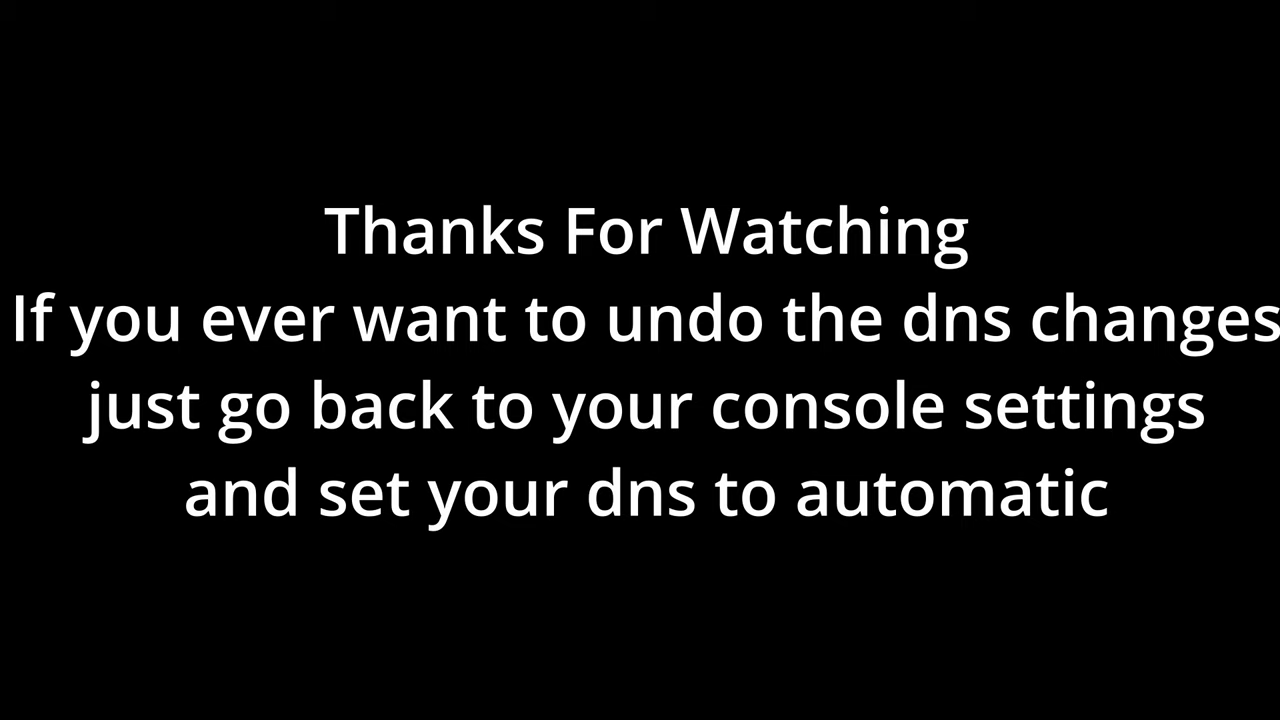 Thanks For Watching
If you ever want to undo the dns changes
just go back to your console settings
and set your dns to automatic